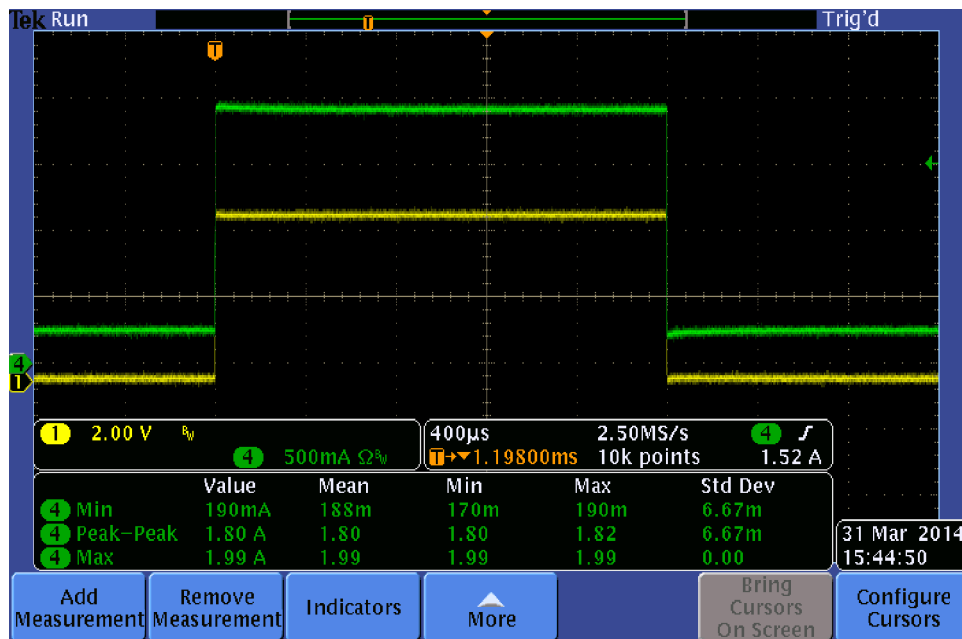 Tek Run Trig'd
T
T
4
1
1 2.00 V BW
4 500mA ΩBW
400µs 2.50MS/s 4
T→▼1.19800ms 10k points 1.52 A
Value Mean Min Max Std Dev
4 Min 190mA 188m 170m 190m 6.67m
4 Peak-Peak 1.80 A 1.80 1.80 1.82 6.67m
4 Max 1.99 A 1.99 1.99 1.99 0.00
31 Mar 2014
15:44:50
Add Measurement
Remove Measurement
Indicators
More
Bring Cursors On Screen
Configure Cursors